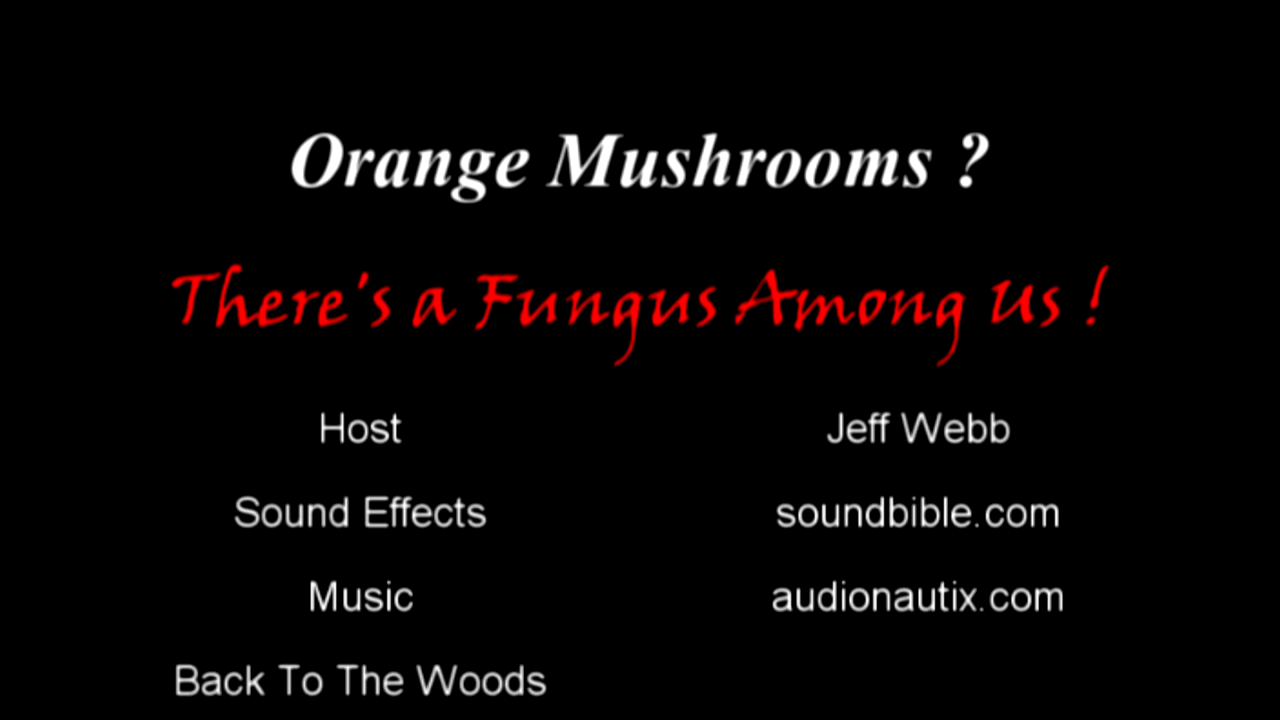 Orange Mushrooms ?
There's a Fungus Among Us !
Host Jeff Webb
Sound Effects soundbible.com
Music audionautix.com
Back To The Woods